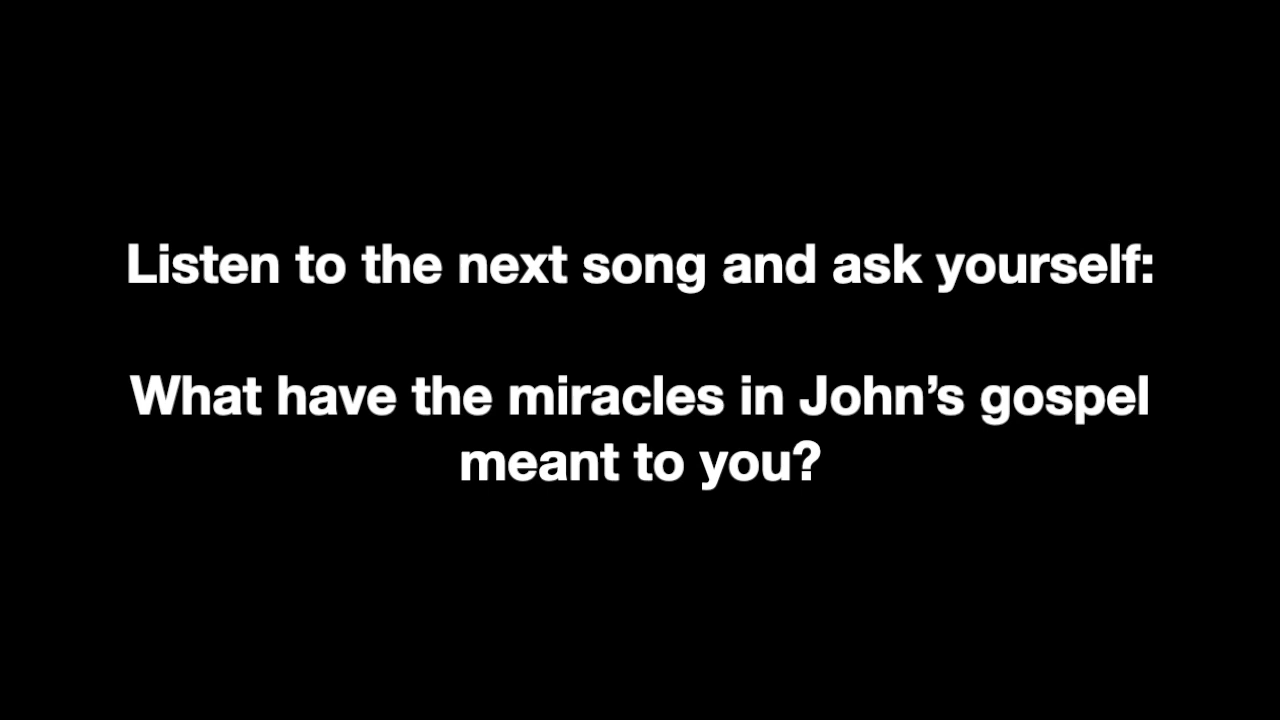 Listen to the next song and ask yourself:
What have the miracles in John’s gospel
meant to you?